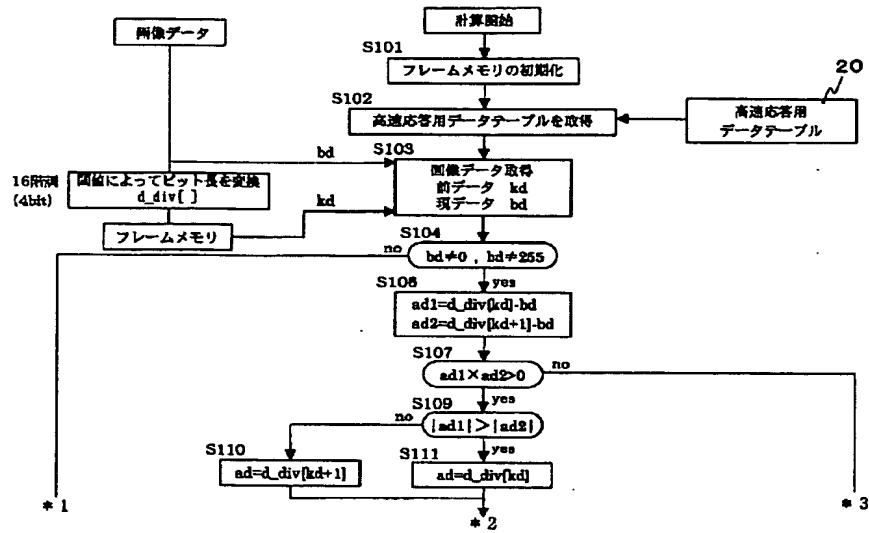 計算開始
画像データ
S101
フレームメモリの初期化
20
S102
高速応答用データテーブルを取得
高速応答用
データテーブル
bd
S103
画像データ取得
前データ kd
現データ bd
16階調
(4bit)
閾値によってビット長を変換
d_div[ ]
kd
フレームメモリ
S104
no
bd≠0 , bd≠255
S106
yes
ad1=d_div[kd]-bd
ad2=d_div[kd+1]-bd
S107
no
ad1×ad2>0
yes
S109
no
|ad1|>|ad2|
yes
S110
S111
ad=d_div[kd+1]
ad=d_div[kd]
*1
*2
*3